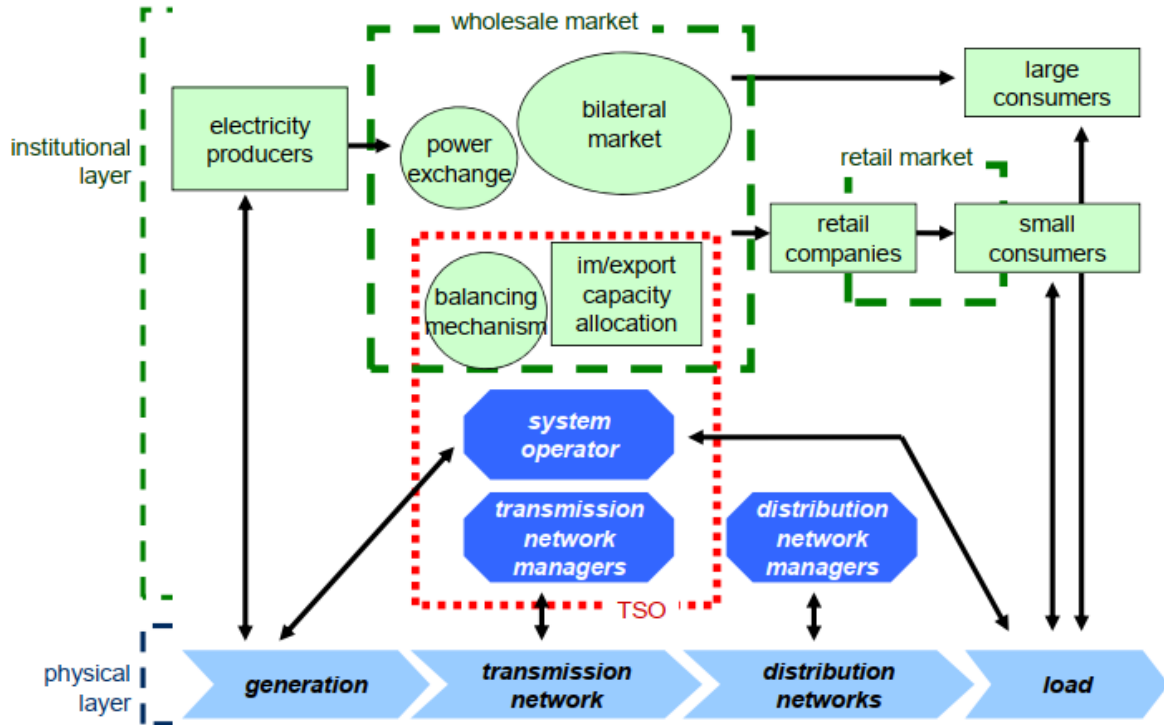 wholesale market
institutional
layer
electricity
producers
power
exchange
bilateral
market
large
consumers
retail market
retail
companies
small
consumers
balancing
mechanism
im/export
capacity
allocation
system
operator
transmission
network
managers
distribution
network
managers
TSO
physical
layer
generation
transmission
network
distribution
networks
load